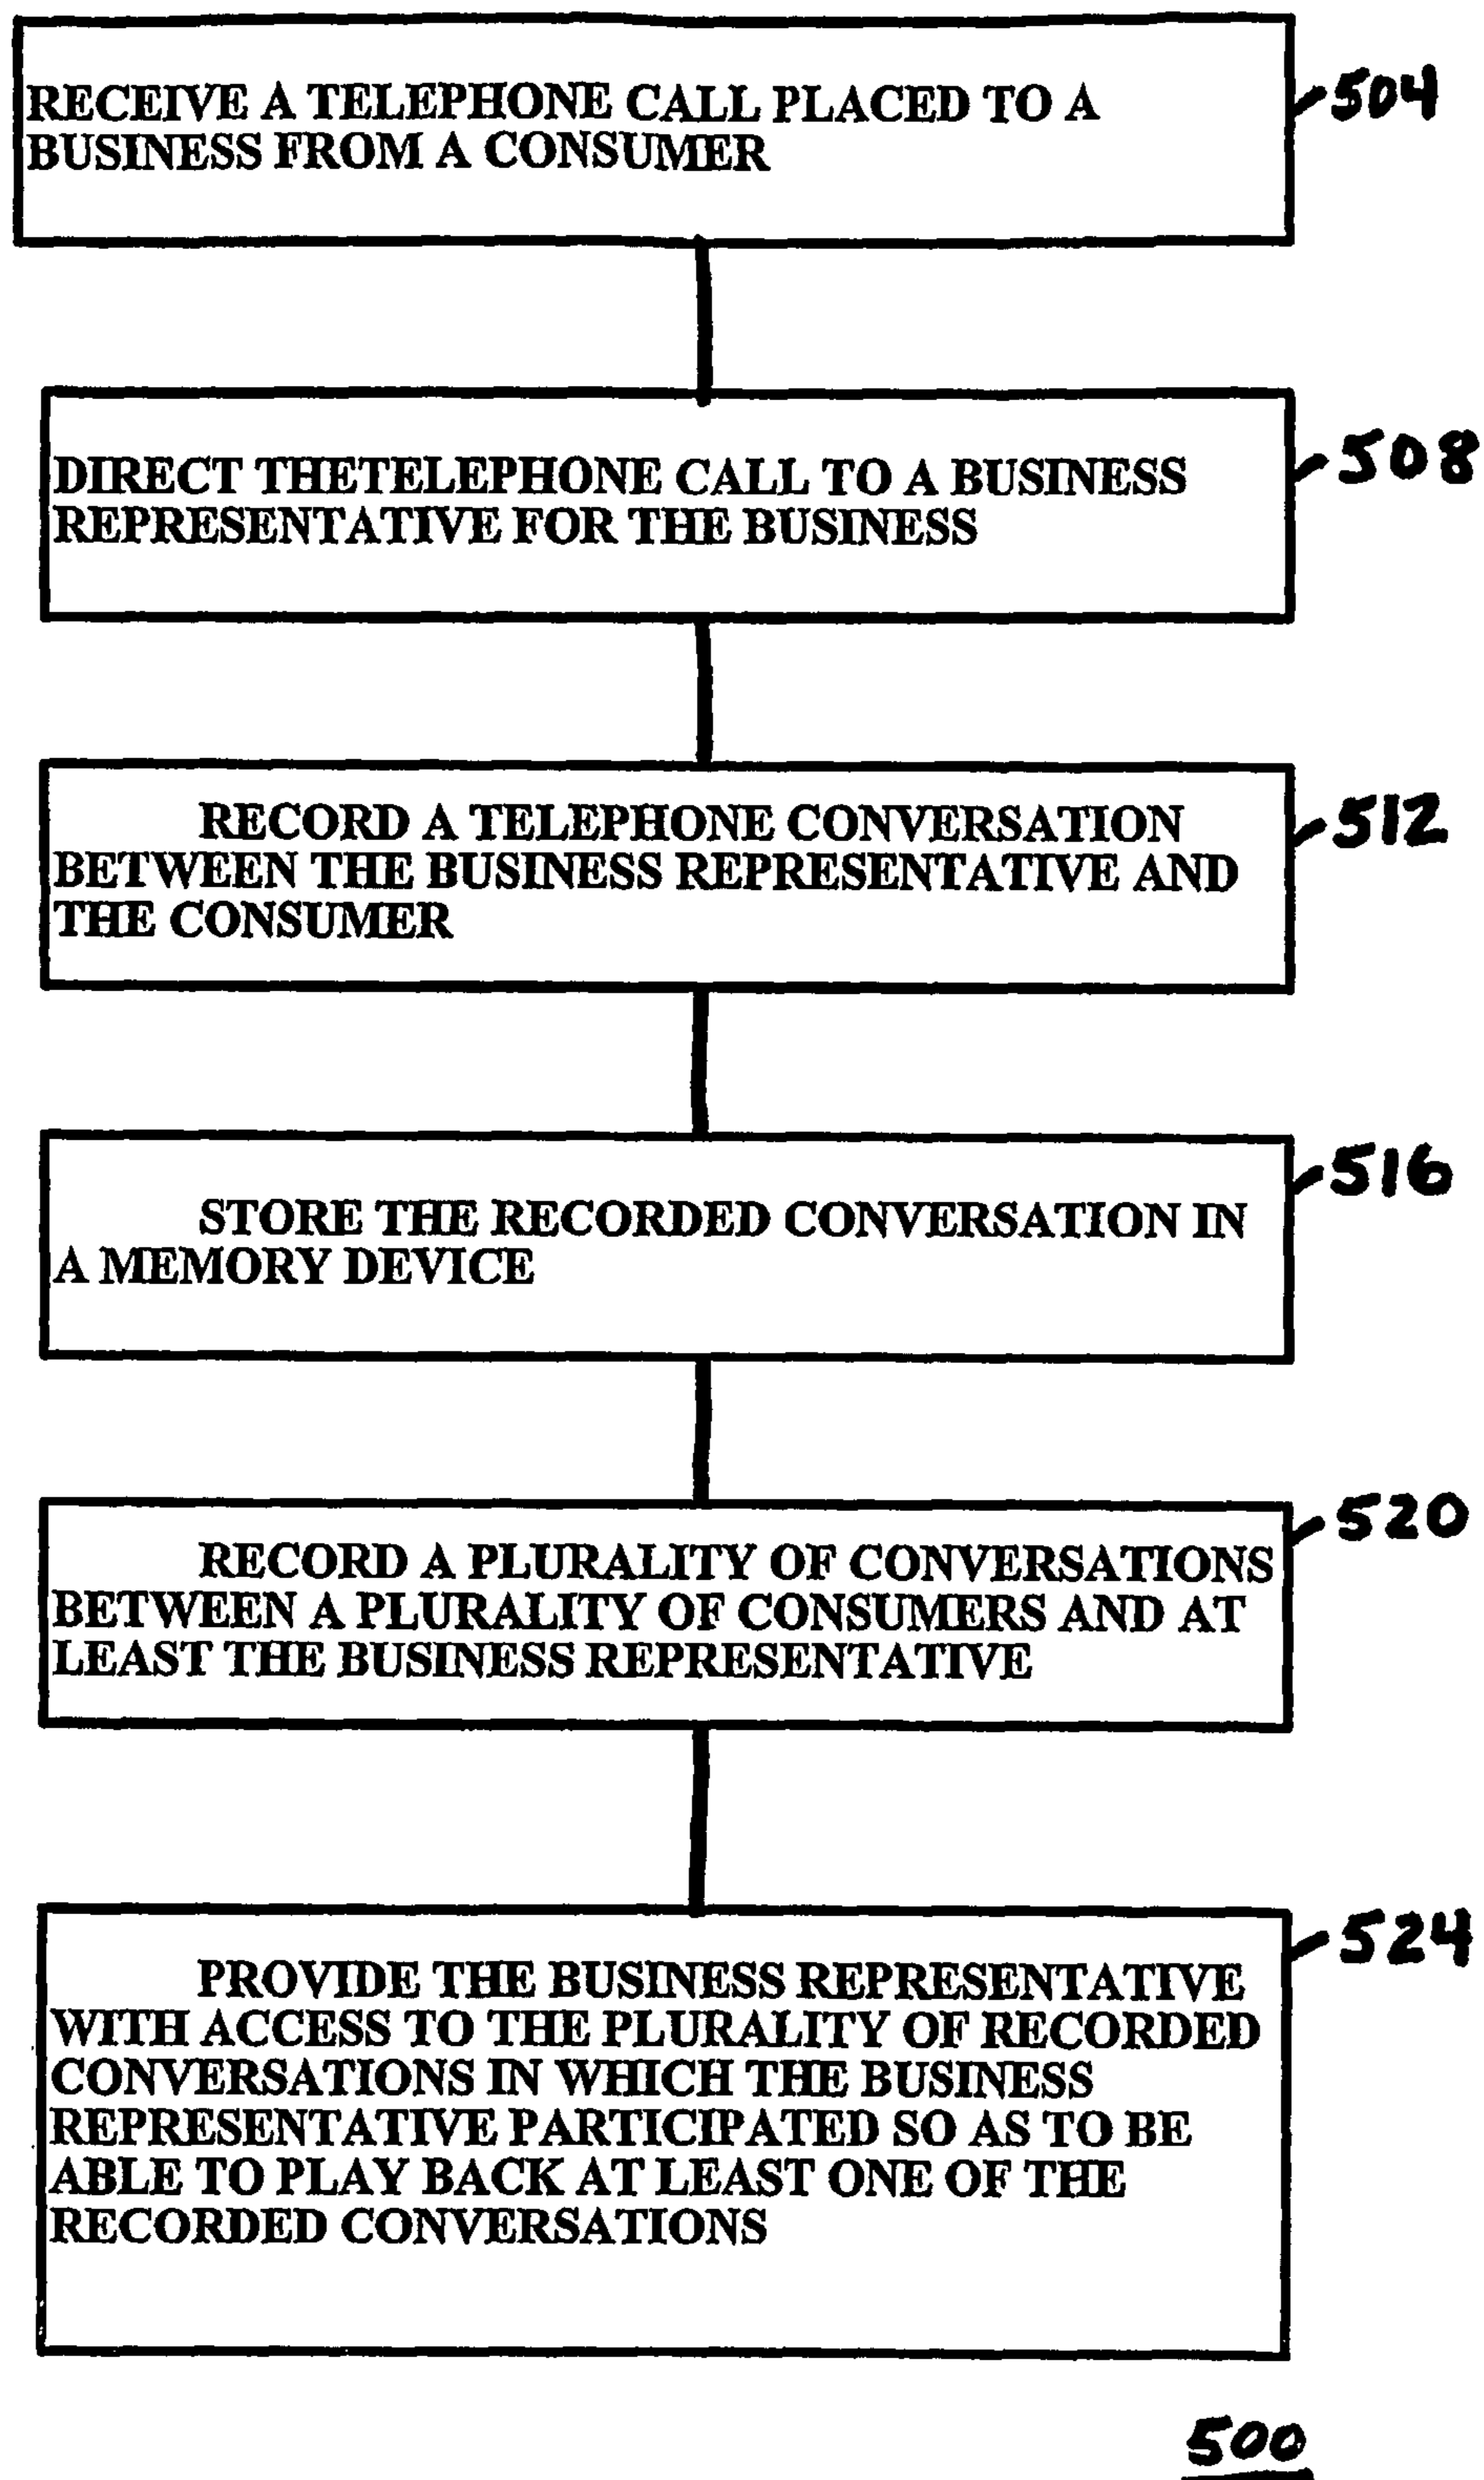 RECEIVE A TELEPHONE CALL PLACED TO A
BUSINESS FROM A CONSUMER
504
DIRECT THETELEPHONE CALL TO A BUSINESS
REPRESENTATIVE FOR THE BUSINESS
508
RECORD A TELEPHONE CONVERSATION
BETWEEN THE BUSINESS REPRESENTATIVE AND
THE CONSUMER
512
STORE THE RECORDED CONVERSATION IN
A MEMORY DEVICE
516
RECORD A PLURALITY OF CONVERSATIONS
BETWEEN A PLURALITY OF CONSUMERS AND AT
LEAST THE BUSINESS REPRESENTATIVE
520
PROVIDE THE BUSINESS REPRESENTATIVE
WITH ACCESS TO THE PLURALITY OF RECORDED
CONVERSATIONS IN WHICH THE BUSINESS
REPRESENTATIVE PARTICIPATED SO AS TO BE
ABLE TO PLAY BACK AT LEAST ONE OF THE
RECORDED CONVERSATIONS
524
500